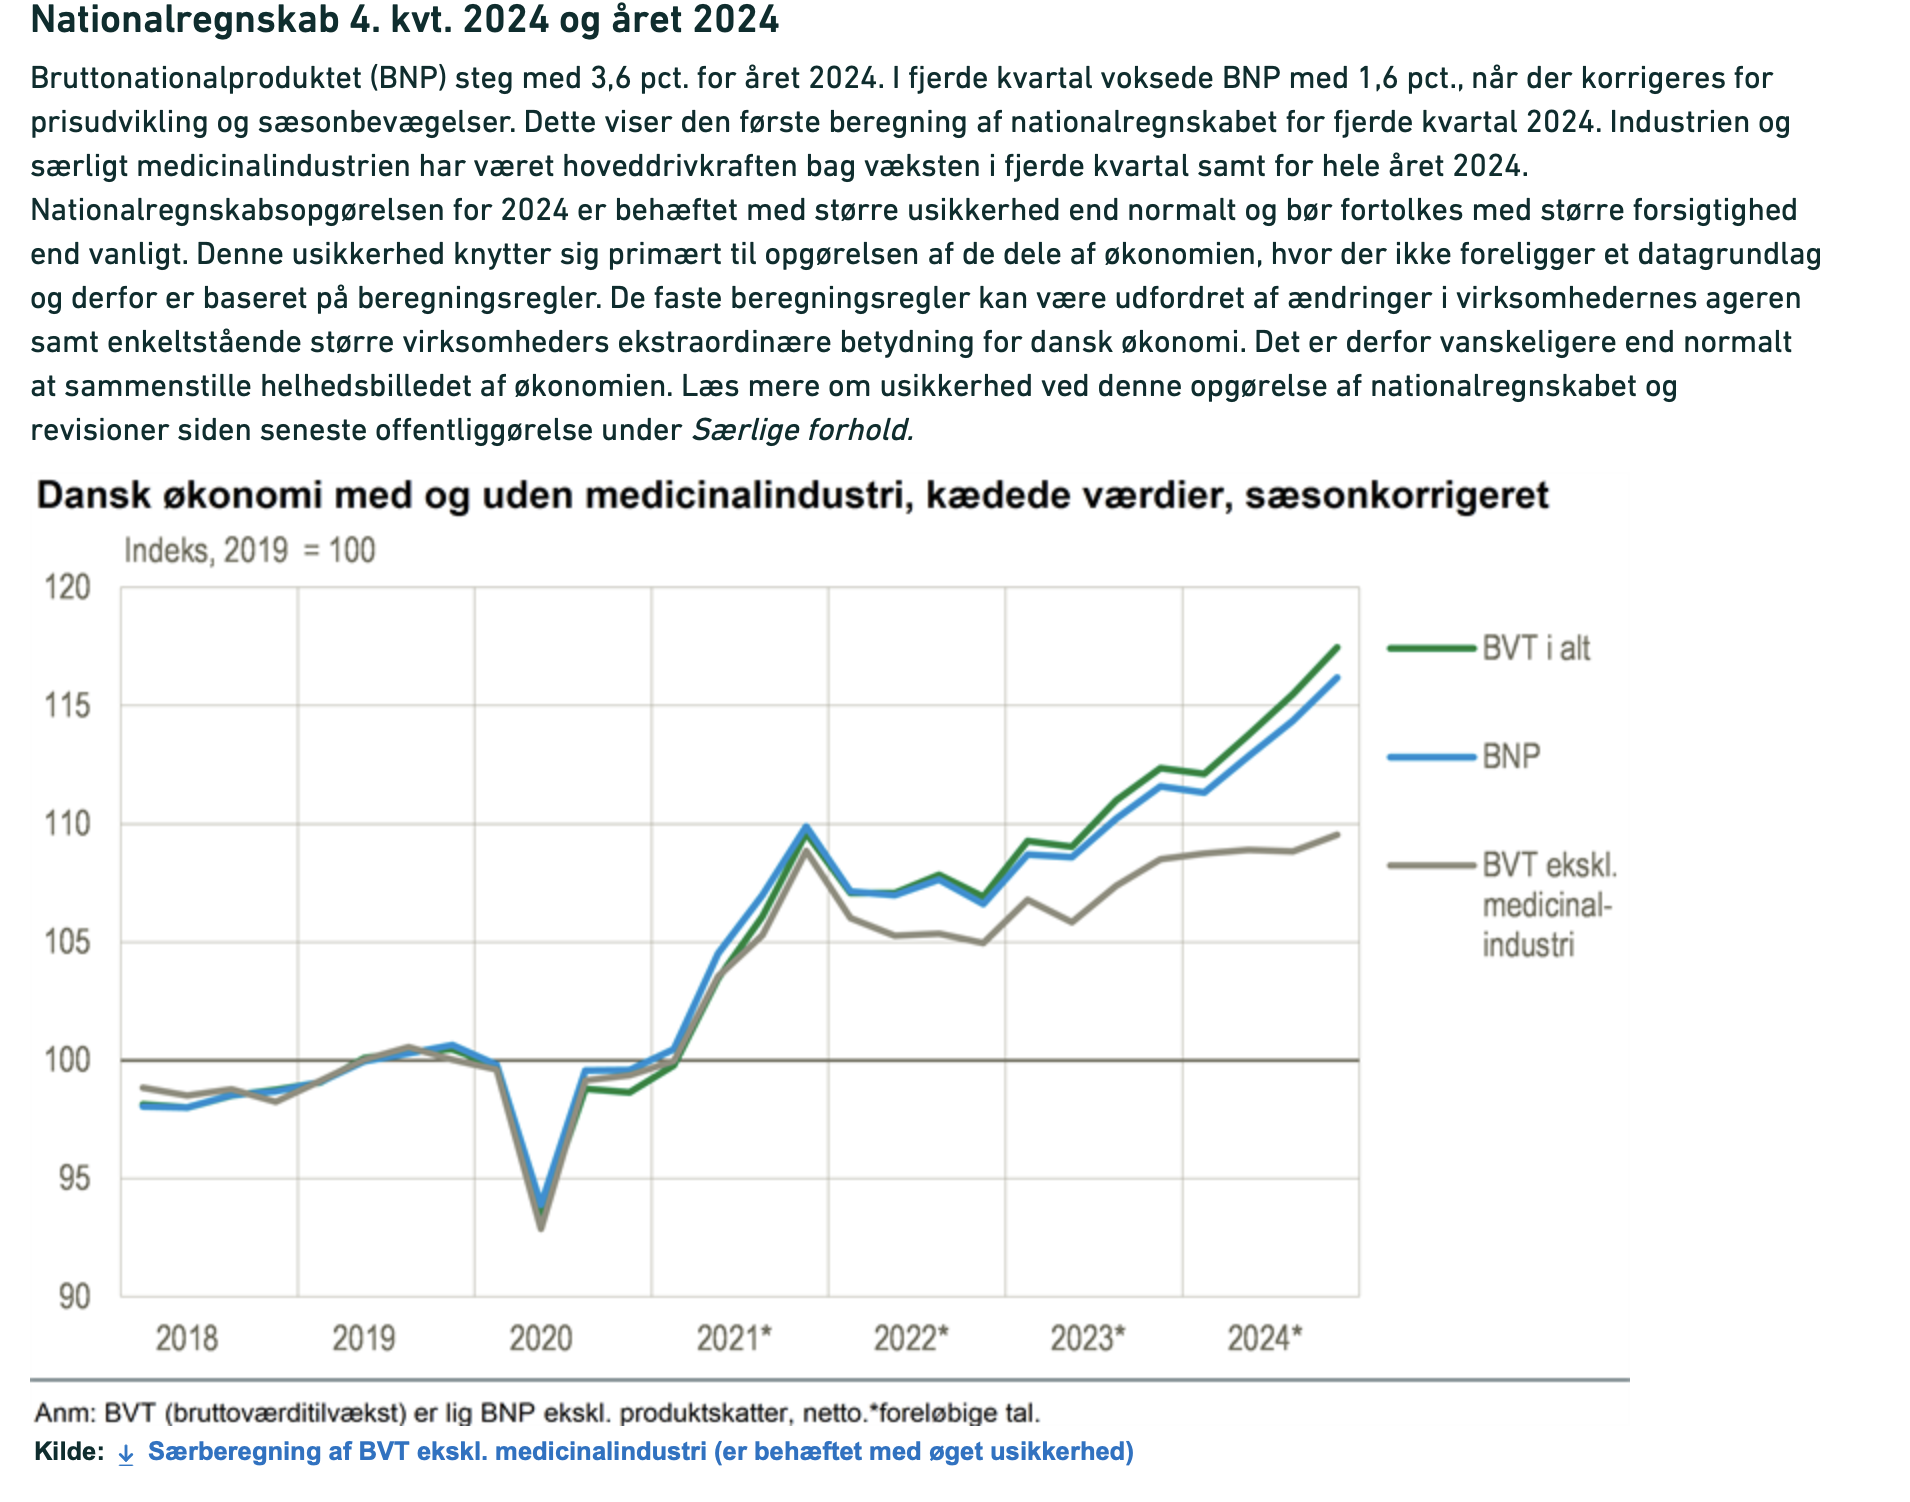 Nationalregnskab 4. kvt. 2024 og året 2024
Bruttonationalproduktet (BNP) steg med 3,6 pct. for året 2024. I fjerde kvartal voksede BNP med 1,6 pct., når der korrigeres for
prisudvikling og sæsonbevægelser. Dette viser den første beregning af nationalregnskabet for fjerde kvartal 2024. Industrien og
særligt medicinalindustrien har været hoveddrivkraften bag væksten i fjerde kvartal samt for hele året 2024.
Nationalregnskabsopgørelsen for 2024 er behæftet med større usikkerhed end normalt og bør fortolkes med større forsigtighed
end vanligt. Denne usikkerhed knytter sig primært til opgørelsen af de dele af økonomien, hvor der ikke foreligger et datagrundlag
og derfor er baseret på beregningsregler. De faste beregningsregler kan være udfordret af ændringer i virksomhedernes ageren
samt enkeltstående større virksomheders ekstraordinære betydning for dansk økonomi. Det er derfor vanskeligere end normalt
at sammenstille helhedsbilledet af økonomien. Læs mere om usikkerhed ved denne opgørelse af nationalregnskabet og
revisioner siden seneste offentliggørelse under Særlige forhold.
Dansk økonomi med og uden medicinalindustri, kædede værdier, sæsonkorrigeret
Indeks, 2019 = 100
120
115
110
105
100
95
90
2018 2019 2020 2021* 2022* 2023* 2024*
BVT i alt
BNP
BVT ekskl.
medicinal-
industri
Anm: BVT (bruttoværditilvækst) er lig BNP ekskl. produktskatter, netto.*foreløbige tal.
Kilde: Særberegning af BVT ekskl. medicinalindustri (er behæftet med øget usikkerhed)